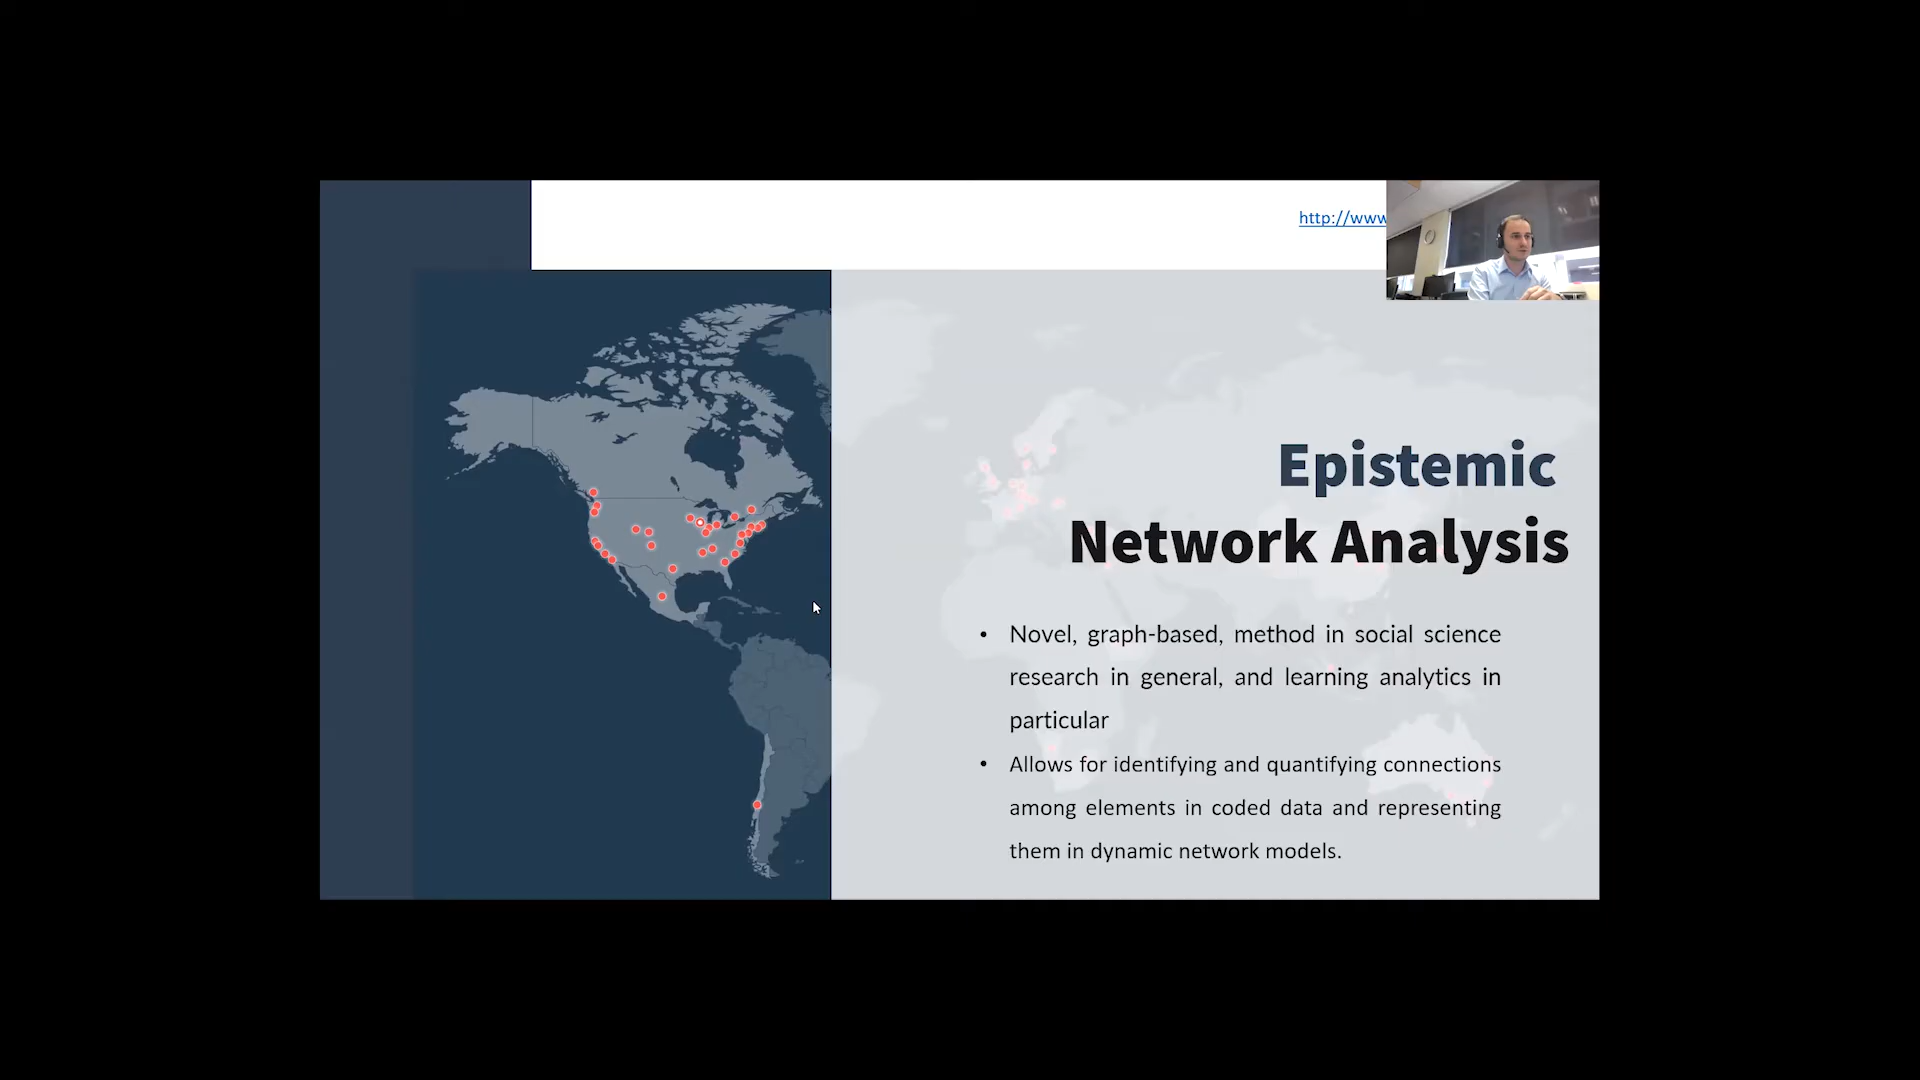 http://www
Epistemic
Network Analysis
• Novel, graph-based, method in social science
research in general, and learning analytics in
particular
• Allows for identifying and quantifying connections
among elements in coded data and representing
them in dynamic network models.